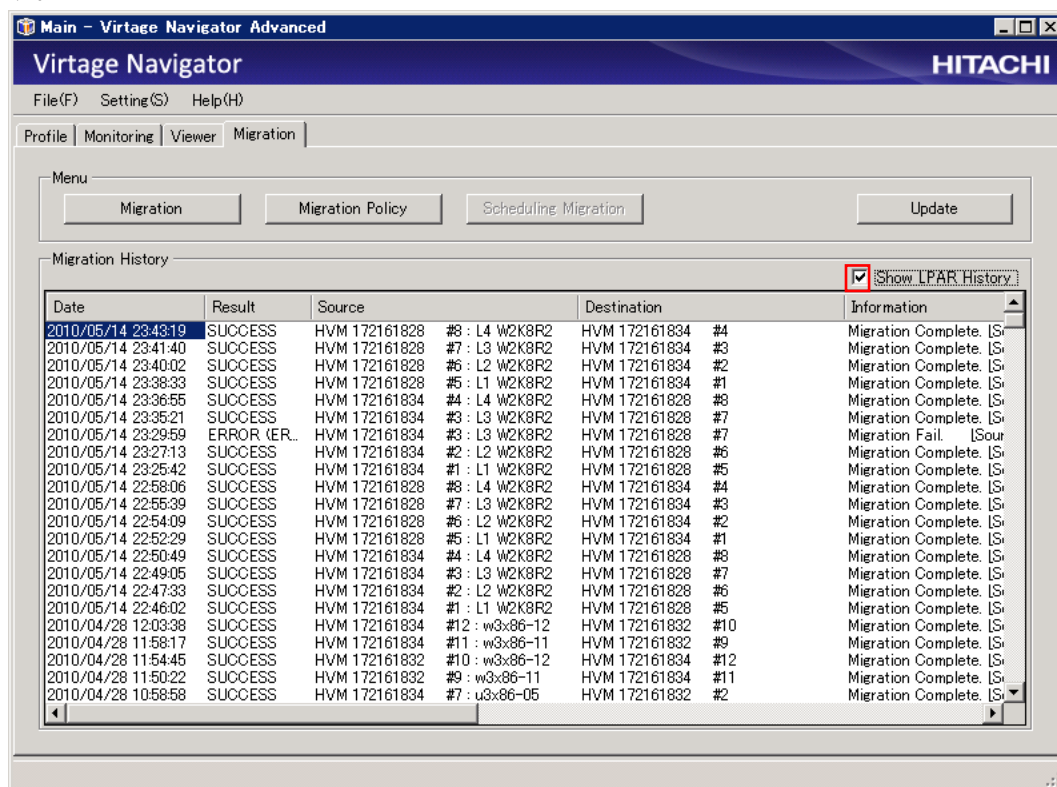 Main - Virtage Navigator Advanced
Virtage Navigator
HITACHI
File(F) Setting(S) Help(H)
Profile Monitoring Viewer Migration
Menu
Migration Migration Policy Scheduling Migration Update
Migration History
Show LPAR History
Date Result Source Destination Information
2010/05/14 23:43:19 SUCCESS HVM 172161828 #8 : L4 W2K8R2 HVM 172161834 #4 Migration Complete. [S
2010/05/14 23:41:40 SUCCESS HVM 172161828 #7 : L3 W2K8R2 HVM 172161834 #3 Migration Complete. [S
2010/05/14 23:40:02 SUCCESS HVM 172161828 #6 : L2 W2K8R2 HVM 172161834 #2 Migration Complete. [S
2010/05/14 23:38:33 SUCCESS HVM 172161828 #5 : L1 W2K8R2 HVM 172161834 #1 Migration Complete. [S
2010/05/14 23:36:55 SUCCESS HVM 172161834 #4 : L4 W2K8R2 HVM 172161828 #8 Migration Complete. [S
2010/05/14 23:35:21 SUCCESS HVM 172161834 #3 : L3 W2K8R2 HVM 172161828 #7 Migration Complete. [S
2010/05/14 23:29:59 ERROR (ER... HVM 172161834 #3 : L3 W2K8R2 HVM 172161828 #7 Migration Fail. [Sour
2010/05/14 23:27:13 SUCCESS HVM 172161834 #2 : L2 W2K8R2 HVM 172161828 #6 Migration Complete. [S
2010/05/14 23:25:42 SUCCESS HVM 172161834 #1 : L1 W2K8R2 HVM 172161828 #5 Migration Complete. [S
2010/05/14 22:58:06 SUCCESS HVM 172161828 #8 : L4 W2K8R2 HVM 172161834 #4 Migration Complete. [S
2010/05/14 22:55:39 SUCCESS HVM 172161828 #7 : L3 W2K8R2 HVM 172161834 #3 Migration Complete. [S
2010/05/14 22:54:09 SUCCESS HVM 172161828 #6 : L2 W2K8R2 HVM 172161834 #2 Migration Complete. [S
2010/05/14 22:52:29 SUCCESS HVM 172161828 #5 : L1 W2K8R2 HVM 172161834 #1 Migration Complete. [S
2010/05/14 22:50:49 SUCCESS HVM 172161834 #4 : L4 W2K8R2 HVM 172161828 #8 Migration Complete. [S
2010/05/14 22:49:05 SUCCESS HVM 172161834 #3 : L3 W2K8R2 HVM 172161828 #7 Migration Complete. [S
2010/05/14 22:47:33 SUCCESS HVM 172161834 #2 : L2 W2K8R2 HVM 172161828 #6 Migration Complete. [S
2010/05/14 22:46:02 SUCCESS HVM 172161834 #1 : L1 W2K8R2 HVM 172161828 #5 Migration Complete. [S
2010/04/28 12:03:38 SUCCESS HVM 172161834 #12 : w3x86-12 HVM 172161832 #10 Migration Complete. [S
2010/04/28 11:58:17 SUCCESS HVM 172161834 #11 : w3x86-11 HVM 172161832 #9 Migration Complete. [S
2010/04/28 11:54:45 SUCCESS HVM 172161832 #10 : w3x86-12 HVM 172161834 #12 Migration Complete. [S
2010/04/28 11:50:22 SUCCESS HVM 172161832 #9 : w3x86-11 HVM 172161834 #11 Migration Complete. [S
2010/04/28 10:58:58 SUCCESS HVM 172161834 #7 : u3x86-05 HVM 172161832 #2 Migration Complete. [S